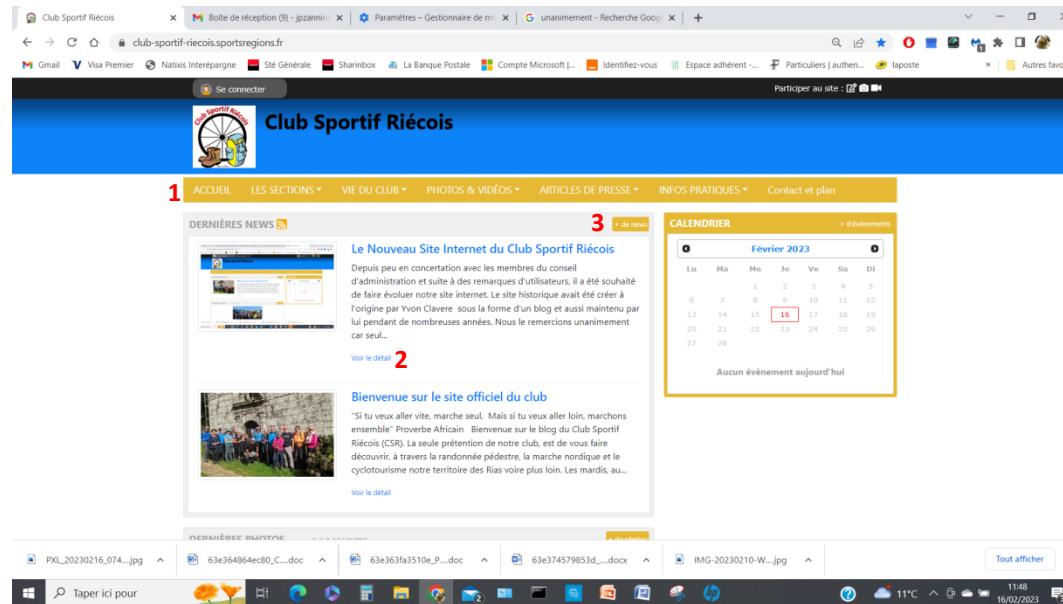 Club Sportif Riécois
Boîte de réception (9) - jpzannini
Paramètres – Gestionnaire de mo
unanimement - Recherche Goog
club-sportif-riecois.sportsregions.fr
Gmail
Visa Premier
Natixis Interépargne
Sté Générale
Sharinbox
La Banque Postale
Compte Microsoft |...
Identifiez-vous
Espace adhérent -...
Particuliers | authen...
laposte
Autres favo
Se connecter
Participer au site :
Club Sportif Riécois
Club Sportif Riécois
1
ACCUEIL
LES SECTIONS
VIE DU CLUB
PHOTOS & VIDÉOS
ARTICLES DE PRESSE
INFOS PRATIQUES
Contact et plan
DERNIÈRES NEWS
3
+ de news
Le Nouveau Site Internet du Club Sportif Riécois
Depuis peu en concertation avec les membres du conseil
d'administration et suite à des remarques d'utilisateurs, il a été souhaité
de faire évoluer notre site internet. Le site historique avait été créer à
l'origine par Yvon Clavere sous la forme d'un blog et aussi maintenu par
lui pendant de nombreuses années. Nous le remercions unanimement
car seul...
Voir le détail
2
Bienvenue sur le site officiel du club
"Si tu veux aller vite, marche seul. Mais si tu veux aller loin, marchons
ensemble" Proverbe Africain Bienvenue sur le blog du Club Sportif
Riécois (CSR). La seule prétention de notre club, est de vous faire
découvrir, à travers la randonnée pédestre, la marche nordique et le
cyclotourisme notre territoire des Rias voire plus loin. Les mardis, au...
Voir le détail
CALENDRIER
+ d'événements
Février 2023
Lu Ma Me Je Ve Sa Di
1 2 3 4 5
6 7 8 9 10 11 12
13 14 15 16 17 18 19
20 21 22 23 24 25 26
27 28
Aucun évènement aujourd'hui
DERNIÈRES PHOTOS
+ de photos
PXL_20230216_074....jpg
63e364864ec80_C....doc
63e363fa3510e_P....doc
63e374579853d_....docx
IMG-20230210-W....jpg
Tout afficher
Taper ici pour
11°C
11:48
16/02/2023